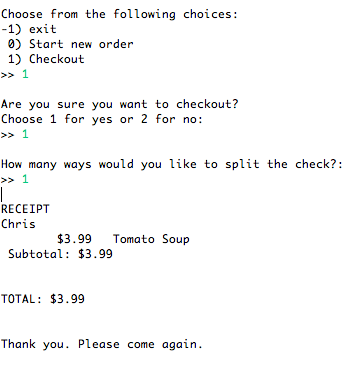 Choose from the following choices:
-1) exit
0) Start new order
1) Checkout
>> 1
Are you sure you want to checkout?
Choose 1 for yes or 2 for no:
>> 1
How many ways would you like to split the check?:
>> 1
RECEIPT
Chris
$3.99 Tomato Soup
Subtotal: $3.99
TOTAL: $3.99
Thank you. Please come again.